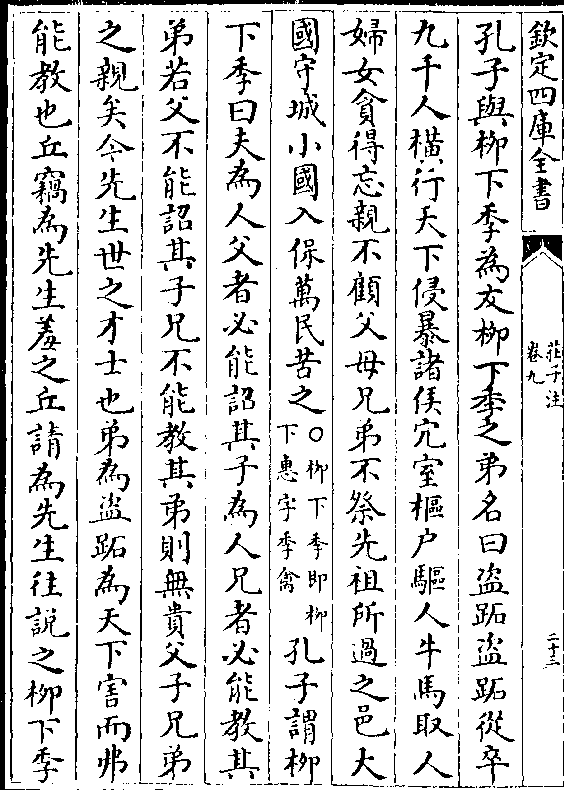 欽定四庫全書
莊子注
卷九
二十三
孔子與柳下季為友柳下季之弟名曰盜跖盜跖從卒
九千人橫行天下侵暴諸侯穴室樞户驅人牛馬取人
婦女貪得忘親不顧父母兄弟不祭先祖所過之邑大
國守城小國入保萬民苦之
○柳下季即柳
下惠字季禽
孔子謂柳
下季曰夫為人父者必能詔其子為人兄者必能教其
弟若父不能詔其子兄不能教其弟則無貴父子兄弟
之親矣今先生世之才士也弟為盜跖為天下害而弗
能教也丘竊為先生羞之丘請為先生往說之柳下季